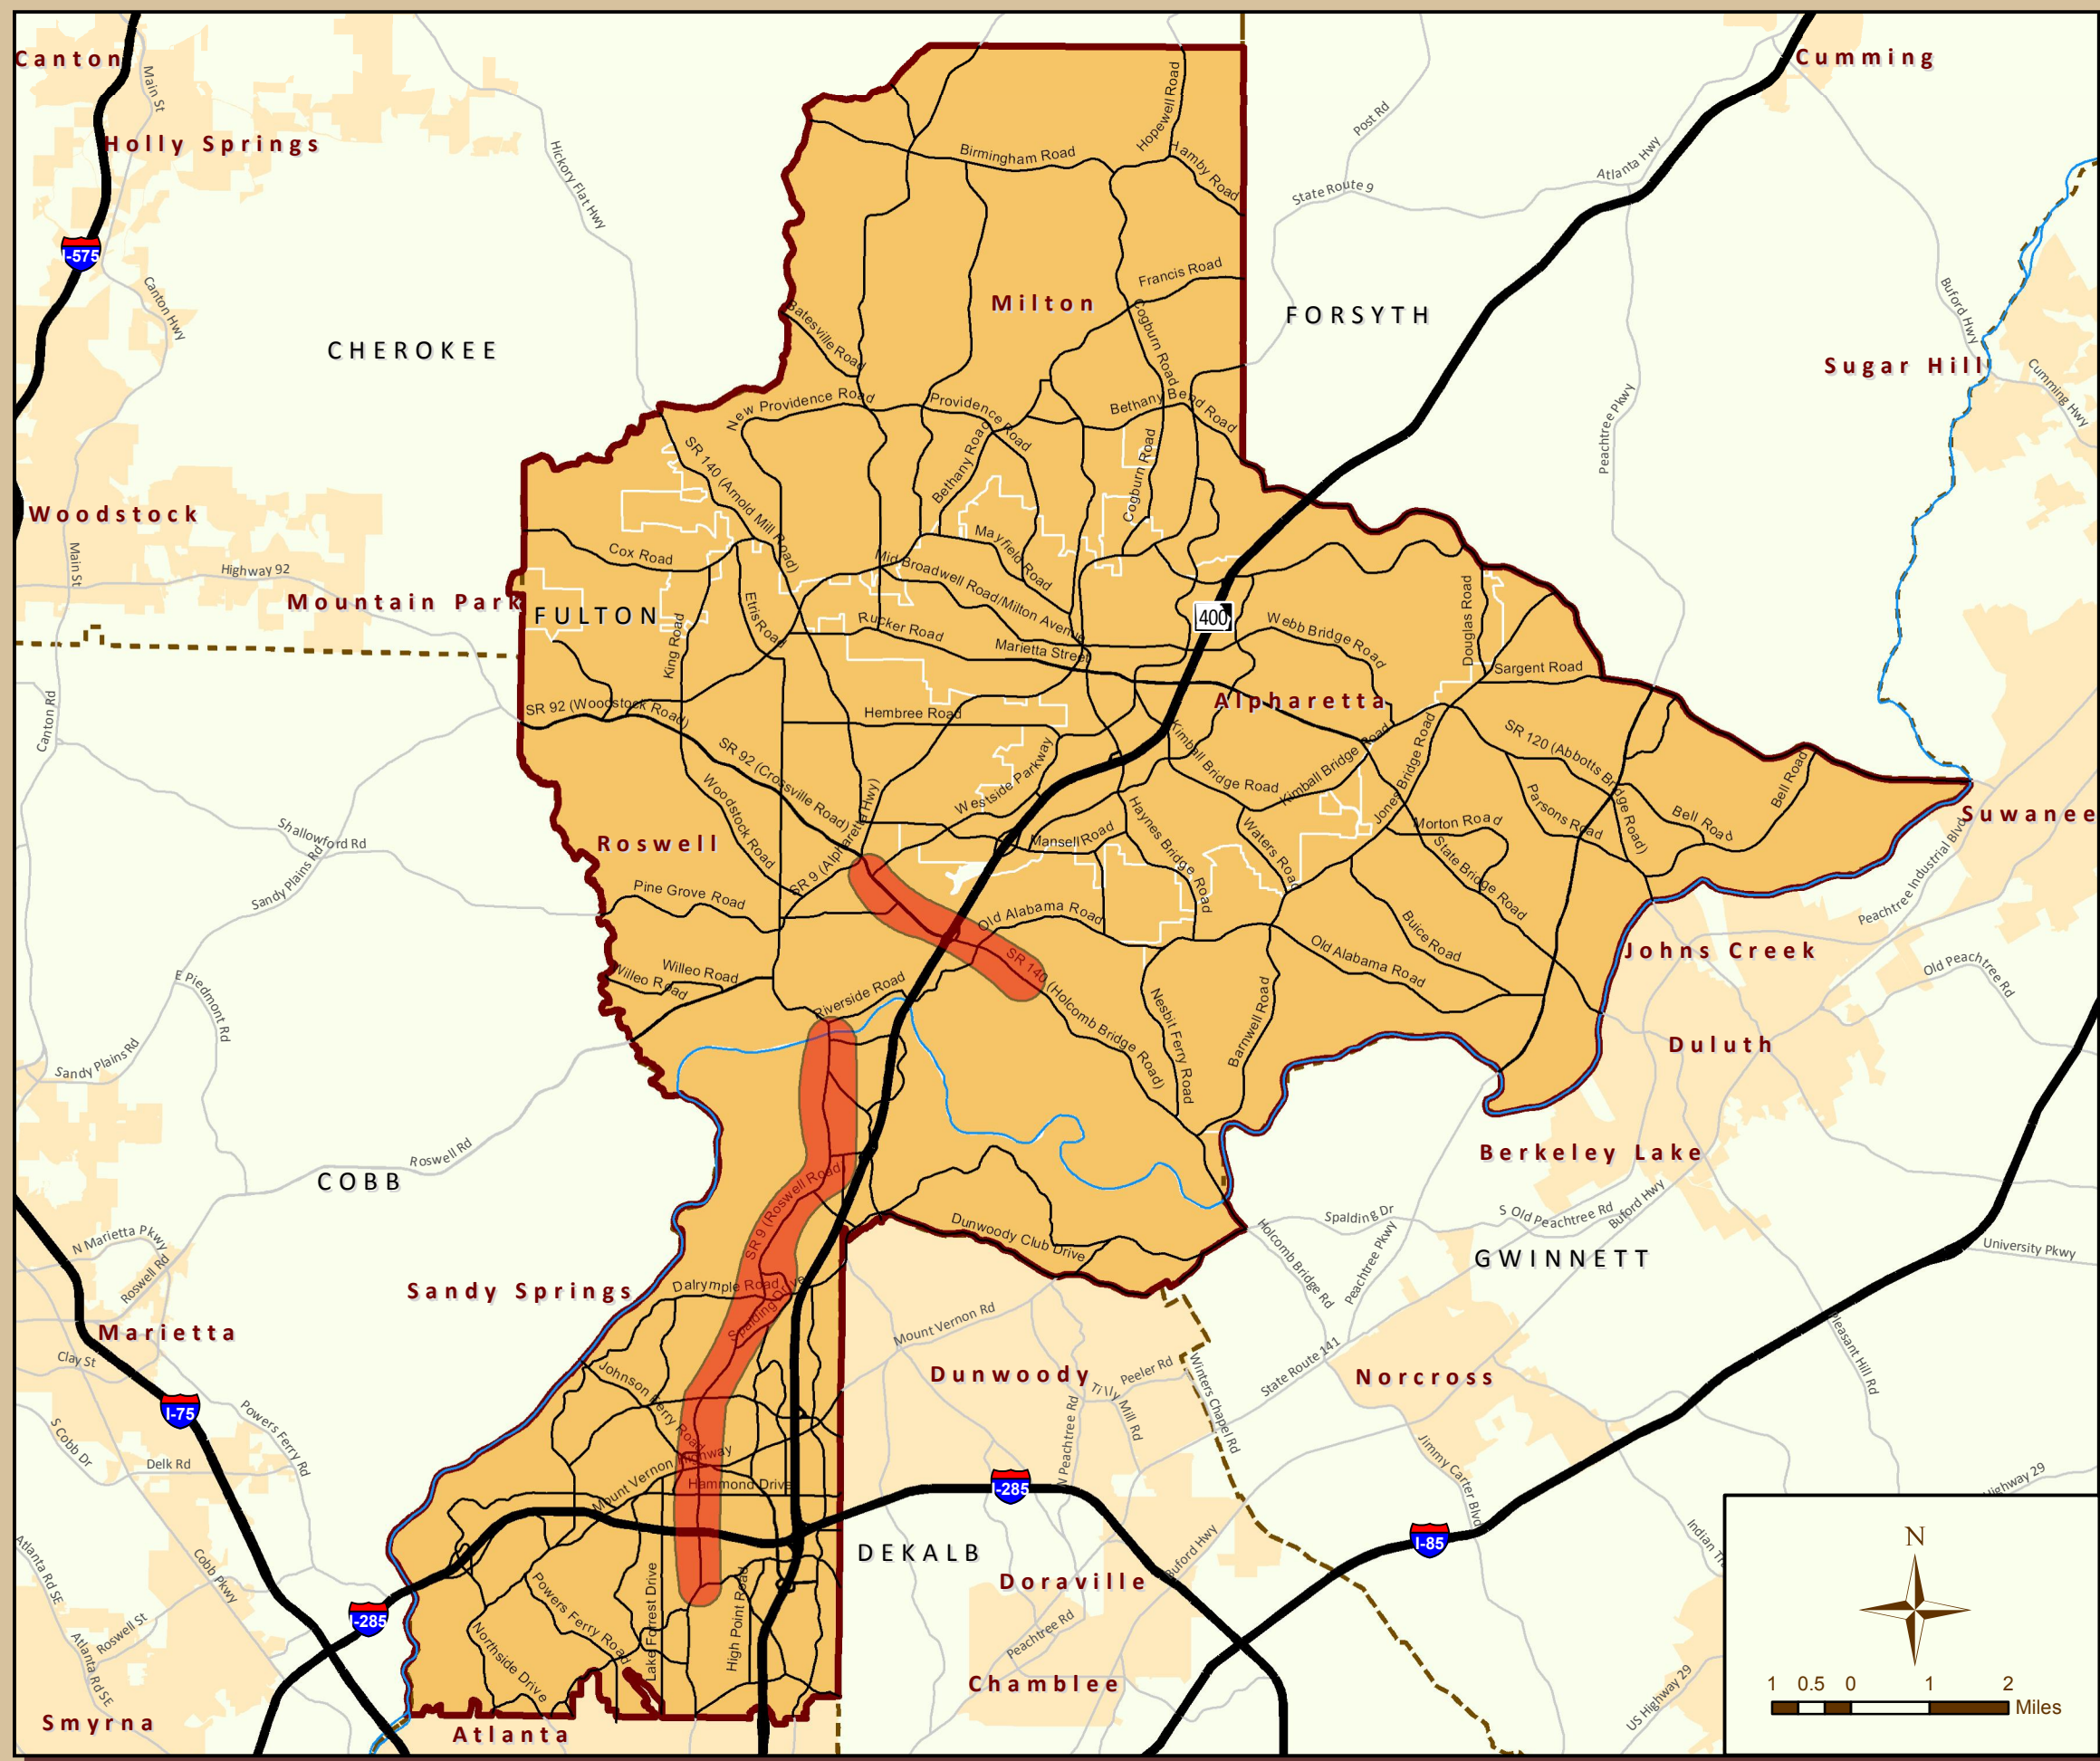 Canton
Main St
Cumming
Holly Springs
Hopewell Road
Post Rd
Atlanta Hwy
Birmingham Road
Hamby Road
Hickory Flat Hwy
State Route 9
I-575
Francis Road
Canton Hwy
Milton
Cogburn Road
FORSYTH
Buford Hwy
Batesville Road
CHEROKEE
Sugar Hill
Cumming Hwy
New Providence Road
Providence Road
Bethany Bend Road
Peachtree Pkwy
SR 140 (Arnold Mill Road)
Bethany Road
Cogburn Road
Woodstock
Main St
Cox Road
Mayfield Road
Highway 92
Mid Broadwell Road/Milton Avenue
Mountain Park
FULTON
Etris Road
King Road
Rucker Road
400
Webb Bridge Road
Douglas Road
Marietta Street
Sargent Road
Canton Rd
SR 92 (Woodstock Road)
Hembree Road
Alpharetta
SR 92 (Crossville Road)
Westside Parkway
Kimball Bridge Road
Kimball Bridge Road
Jones Bridge Road
SR 120 (Abbotts Bridge Road)
Bell Road
Bell Road
Parsons Road
Woodstock Road
Shallowford Rd
Sandy Plains Rd
Roswell
SR 9 (Alpharetta Hwy)
Mansell Road
Haynes Bridge Road
Waters Road
Morton Road
State Bridge Road
Suwanee
Peachtree Industrial Blvd
Pine Grove Road
Old Alabama Road
Buice Road
Old Alabama Road
Johns Creek
Old Peachtree Rd
Willeo Road
Willeo Road
E Piedmont Rd
SR 140 (Holcomb Bridge Road)
Riverside Road
Nesbit Ferry Road
Barnwell Road
Sandy Plains Rd
Duluth
Roswell Rd
COBB
Berkeley Lake
SR 9 (Roswell Road)
Dunwoody Club Drive
Spalding Dr
S Old Peachtree Rd
Buford Hwy
N Marietta Pkwy
Roswell Rd
Holcomb Bridge Rd
Peachtree Pkwy
GWINNETT
University Pkwy
Sandy Springs
Dalrymple Road
Spalding Drive
Marietta
Mount Vernon Rd
Pleasant Hill Rd
Clay St
Johnson Ferry Road
Dunwoody
Peeler Rd
Tilly Mill Rd
Winters Chapel Rd
State Route 141
Norcross
I-75
Powers Ferry Rd
S Cobb Dr
Delk Rd
Mount Vernon Highway
Hammond Drive
N Peachtree Rd
Jimmy Carter Blvd
I-285
Highway 29
I-85
Indian Tr
Atlanta Rd SE
Cobb Pkwy
DEKALB
Doraville
Buford Hwy
I-285
Powers Ferry Road
Lake Forrest Drive
High Point Road
Peachtree Rd
Roswell St
Atlanta Rd SE
Northside Drive
Chamblee
US Highway 29
Smyrna
Atlanta
N
1 0.5 0 1 2
Miles